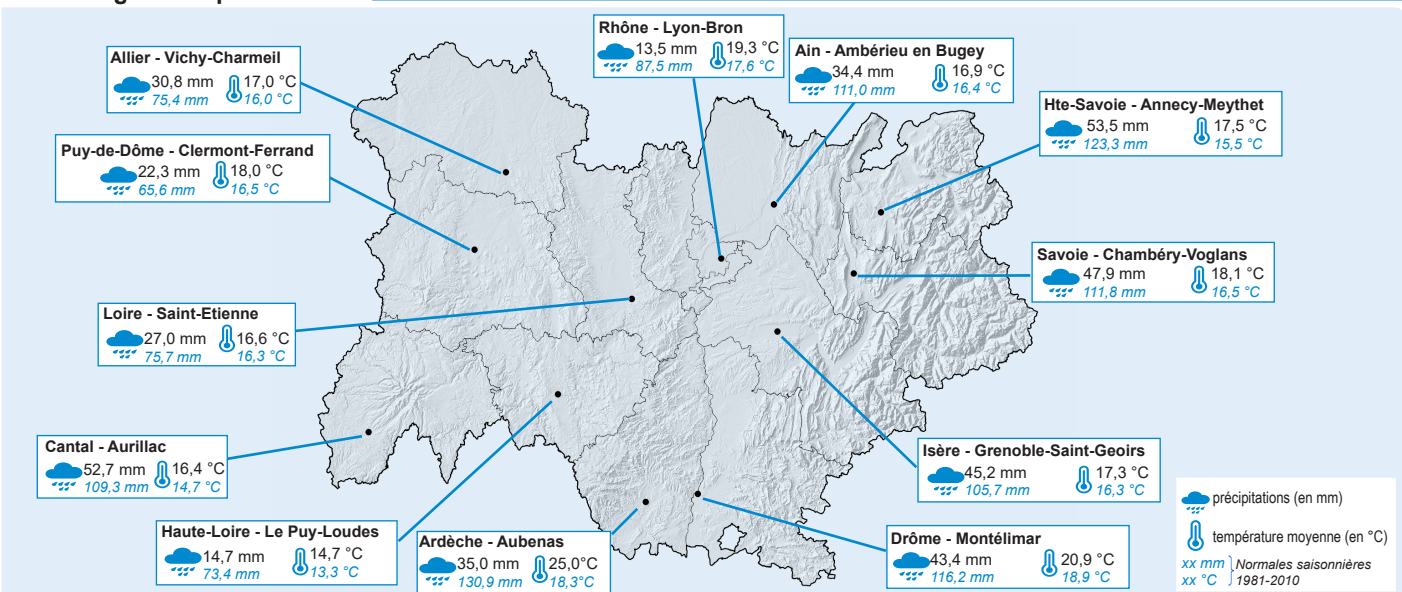 Rhône - Lyon-Bron
13,5 mm 19,3 °C
87,5 mm 17,6 °C
Allier - Vichy-Charmeil
30,8 mm 17,0 °C
75,4 mm 16,0 °C
Ain - Ambérieu en Bugey
34,4 mm 16,9 °C
111,0 mm 16,4 °C
Hte-Savoie - Annecy-Meythet
53,5 mm 17,5 °C
123,3 mm 15,5 °C
Puy-de-Dôme - Clermont-Ferrand
22,3 mm 18,0 °C
65,6 mm 16,5 °C
Savoie - Chambéry-Voglans
47,9 mm 18,1 °C
111,8 mm 16,5 °C
Loire - Saint-Etienne
27,0 mm 16,6 °C
75,7 mm 16,3 °C
Cantal - Aurillac
52,7 mm 16,4 °C
109,3 mm 14,7 °C
Isère - Grenoble-Saint-Geoirs
45,2 mm 17,3 °C
105,7 mm 16,3 °C
Haute-Loire - Le Puy-Loudes
14,7 mm 14,7 °C
73,4 mm 13,3 °C
Ardèche - Aubenas
35,0 mm 25,0°C
130,9 mm 18,3°C
Drôme - Montélimar
43,4 mm 20,9 °C
116,2 mm 18,9 °C
précipitations (en mm)
température moyenne (en °C)
xx mm Normales saisonnières
xx °C 1981-2010